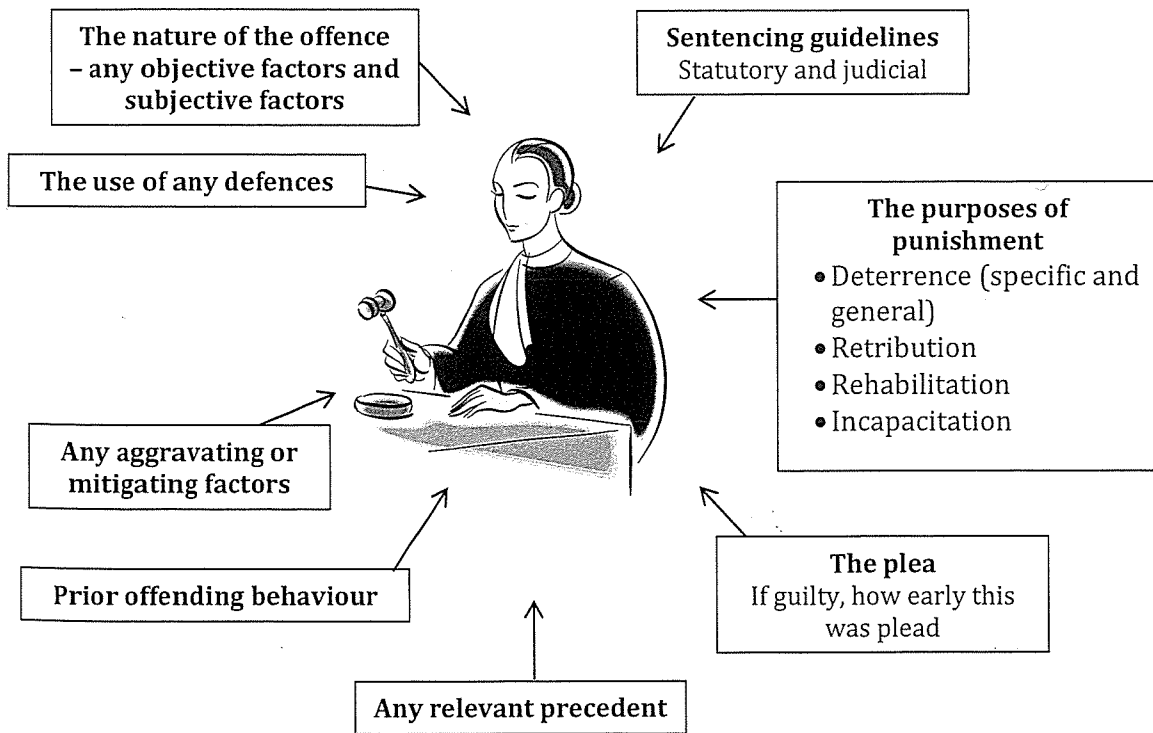 The nature of the offence
– any objective factors and
subjective factors
Sentencing guidelines
Statutory and judicial
The use of any defences
The purposes of
punishment
• Deterrence (specific and
general)
• Retribution
• Rehabilitation
• Incapacitation
Any aggravating or
mitigating factors
Prior offending behaviour
The plea
If guilty, how early this
was plead
Any relevant precedent